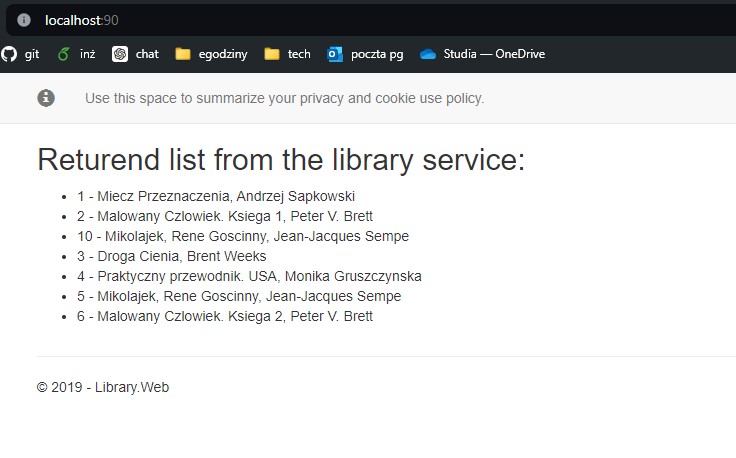 localhost:90
git inż chat egodziny tech poczta pg Studia — OneDrive
Use this space to summarize your privacy and cookie use policy.
Returend list from the library service:
1 - Miecz Przeznaczenia, Andrzej Sapkowski
2 - Malowany Czlowiek. Ksiega 1, Peter V. Brett
10 - Mikolajek, Rene Goscinny, Jean-Jacques Sempe
3 - Droga Cienia, Brent Weeks
4 - Praktyczny przewodnik. USA, Monika Gruszczynska
5 - Mikolajek, Rene Goscinny, Jean-Jacques Sempe
6 - Malowany Czlowiek. Ksiega 2, Peter V. Brett
© 2019 - Library.Web